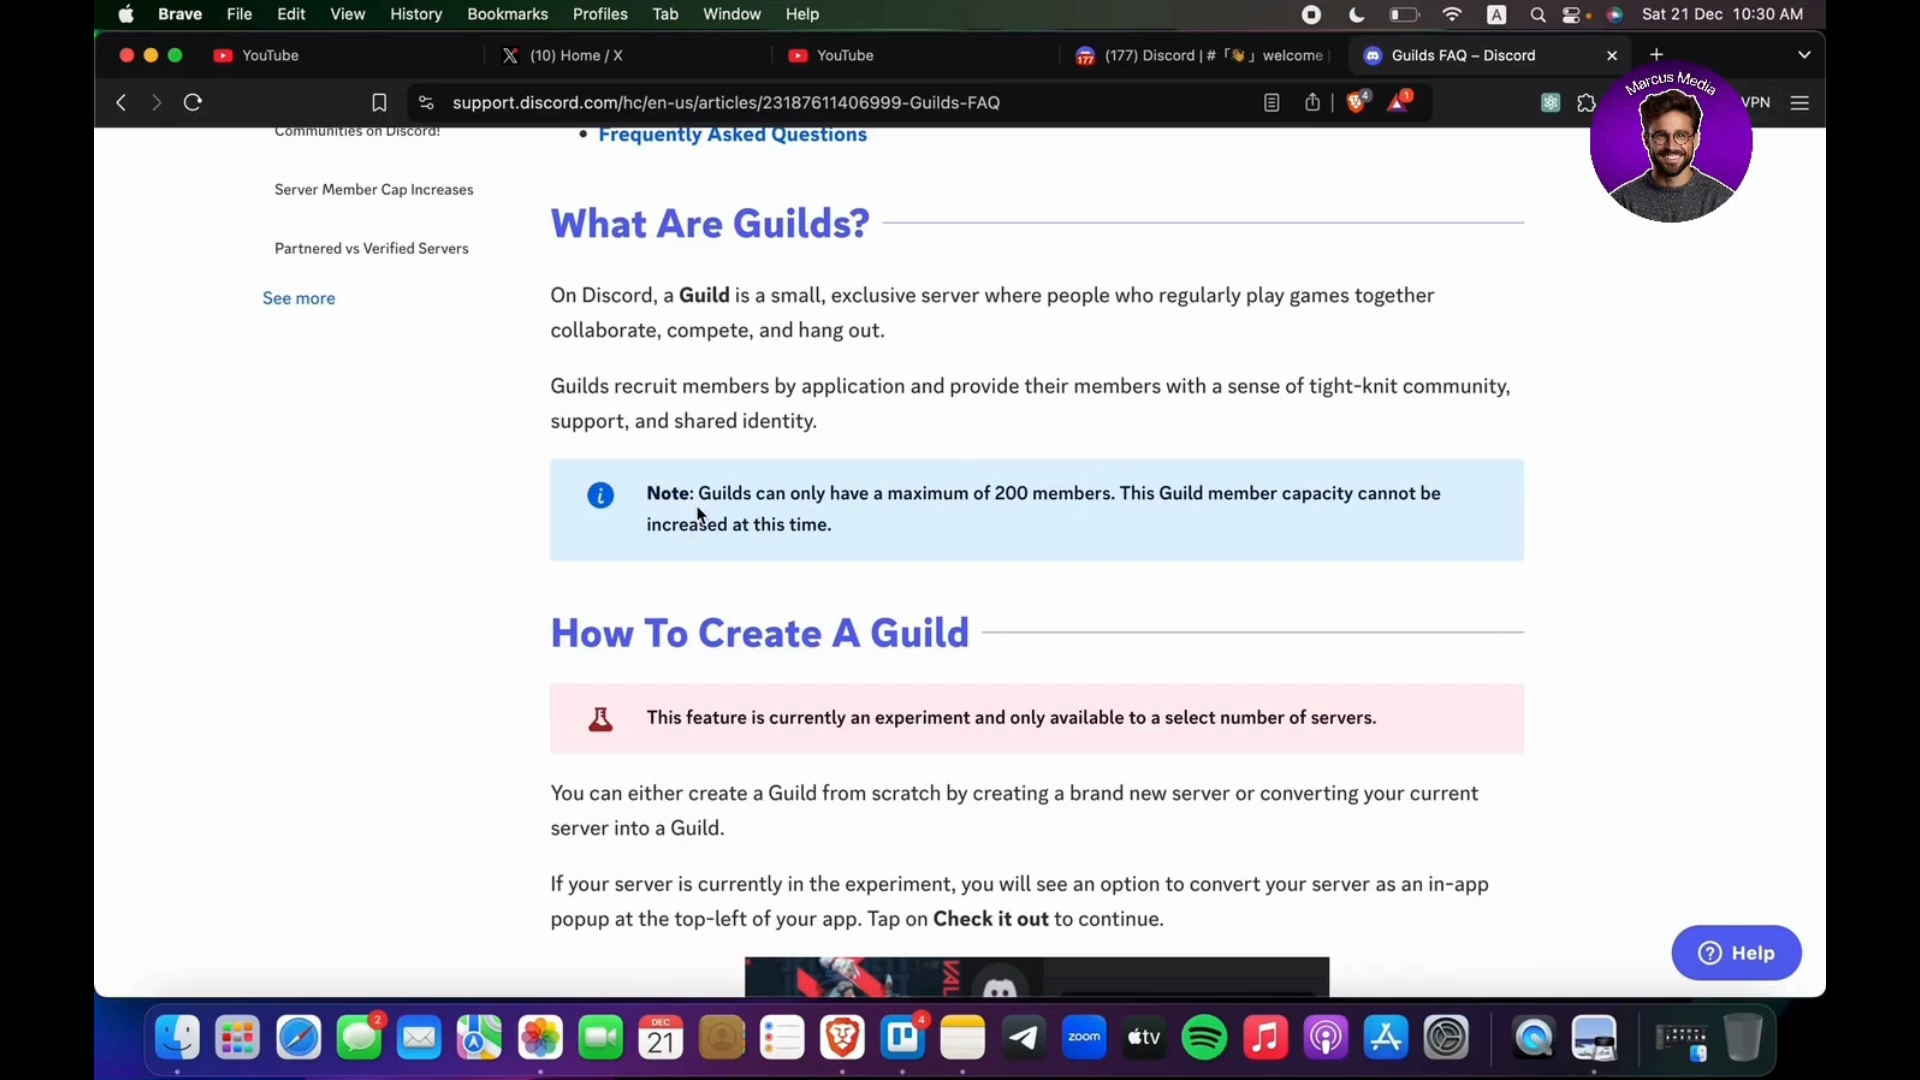 Brave File Edit View History Bookmarks Profiles Tab Window Help
A
Sat 21 Dec 10:30 AM
YouTube
(10) Home / X
YouTube
177
(177) Discord | # 「👋」welcome
Guilds FAQ – Discord
support.discord.com/hc/en-us/articles/23187611406999-Guilds-FAQ
4
1
VPN
Marcus Media
Communities on Discord!
Server Member Cap Increases
Partnered vs Verified Servers
See more
• Frequently Asked Questions
What Are Guilds?
On Discord, a Guild is a small, exclusive server where people who regularly play games together
collaborate, compete, and hang out.
Guilds recruit members by application and provide their members with a sense of tight-knit community,
support, and shared identity.
Note: Guilds can only have a maximum of 200 members. This Guild member capacity cannot be
increased at this time.
How To Create A Guild
This feature is currently an experiment and only available to a select number of servers.
You can either create a Guild from scratch by creating a brand new server or converting your current
server into a Guild.
If your server is currently in the experiment, you will see an option to convert your server as an in-app
popup at the top-left of your app. Tap on Check it out to continue.
Help
2
DEC
21
4
zoom
tv